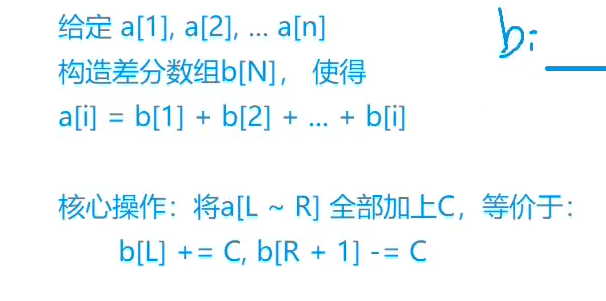 给定 a[1], a[2], ... a[n]
b:
构造差分数组b[N]， 使得
a[i] = b[1] + b[2] + ... + b[i]
核心操作：将a[L ~ R] 全部加上C，等价于：
b[L] += C, b[R + 1] -= C